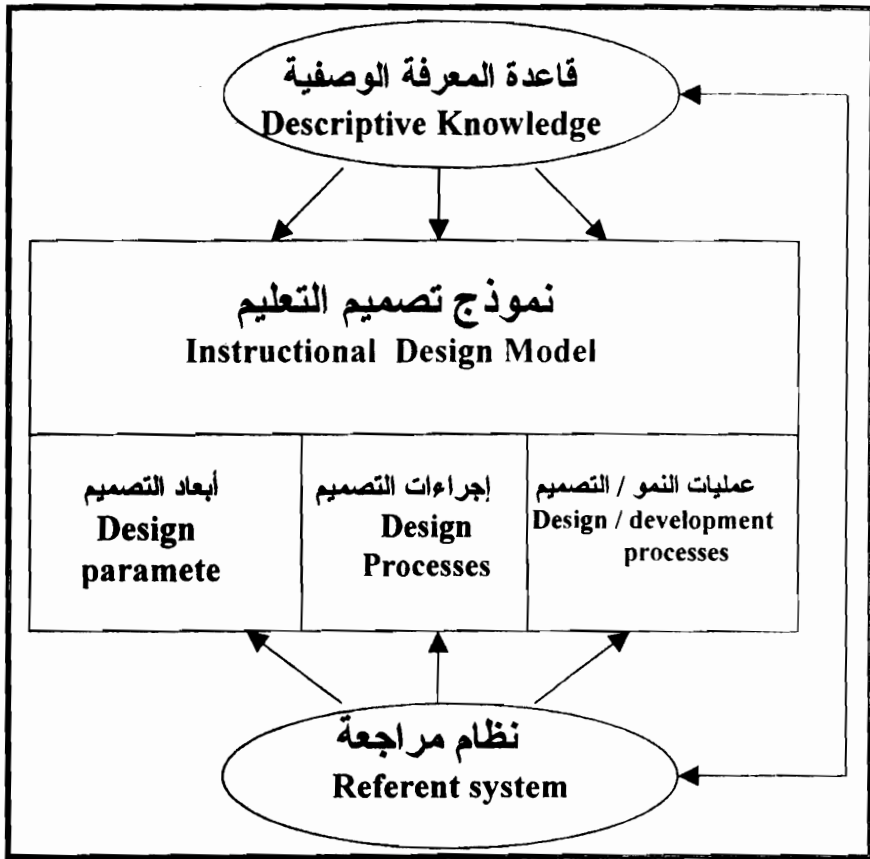 قاعدة المعرفة الوصفية
Descriptive Knowledge
نموذج تصميم التعليم
Instructional Design Model
أبعاد التصميم
Design
paramete
إجراءات التصميم
Design
Processes
عمليات النمو / التصميم
Design / development
processes
نظام مراجعة
Referent system